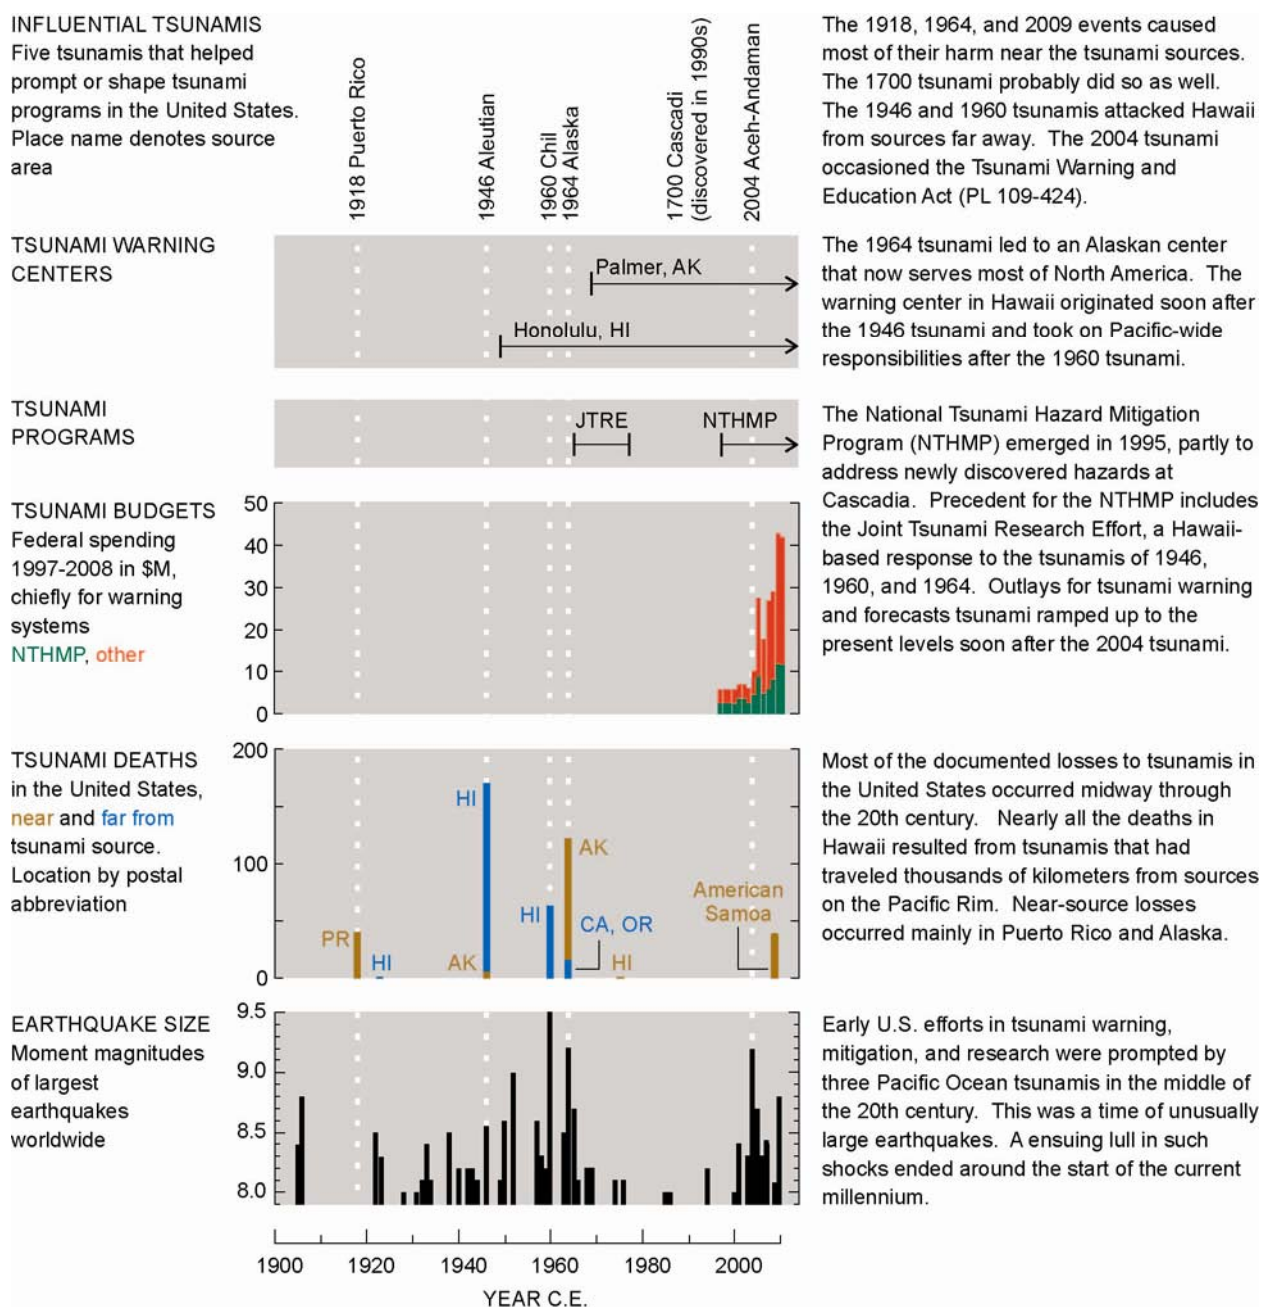 INFLUENTIAL TSUNAMIS
Five tsunamis that helped
prompt or shape tsunami
programs in the United States.
Place name denotes source
area
1918 Puerto Rico
1946 Aleutian
1960 Chil
1964 Alaska
1700 Cascadi
(discovered in 1990s)
2004 Aceh-Andaman
The 1918, 1964, and 2009 events caused
most of their harm near the tsunami sources.
The 1700 tsunami probably did so as well.
The 1946 and 1960 tsunamis attacked Hawaii
from sources far away. The 2004 tsunami
occasioned the Tsunami Warning and
Education Act (PL 109-424).
TSUNAMI WARNING
CENTERS
Palmer, AK
Honolulu, HI
The 1964 tsunami led to an Alaskan center
that now serves most of North America. The
warning center in Hawaii originated soon after
the 1946 tsunami and took on Pacific-wide
responsibilities after the 1960 tsunami.
TSUNAMI
PROGRAMS
JTRE
NTHMP
The National Tsunami Hazard Mitigation
Program (NTHMP) emerged in 1995, partly to
address newly discovered hazards at
Cascadia. Precedent for the NTHMP includes
the Joint Tsunami Research Effort, a Hawaii-
based response to the tsunamis of 1946,
1960, and 1964. Outlays for tsunami warning
and forecasts tsunami ramped up to the
present levels soon after the 2004 tsunami.
TSUNAMI BUDGETS
Federal spending
1997-2008 in $M,
chiefly for warning
systems
NTHMP, other
50
40
30
20
10
0
TSUNAMI DEATHS
in the United States,
near and far from
tsunami source.
Location by postal
abbreviation
200
100
0
PR
HI
HI
AK
HI
AK
CA, OR
HI
American
Samoa
Most of the documented losses to tsunamis in
the United States occurred midway through
the 20th century. Nearly all the deaths in
Hawaii resulted from tsunamis that had
traveled thousands of kilometers from sources
on the Pacific Rim. Near-source losses
occurred mainly in Puerto Rico and Alaska.
EARTHQUAKE SIZE
Moment magnitudes
of largest
earthquakes
worldwide
9.5
9.0
8.5
8.0
Early U.S. efforts in tsunami warning,
mitigation, and research were prompted by
three Pacific Ocean tsunamis in the middle of
the 20th century. This was a time of unusually
large earthquakes. A ensuing lull in such
shocks ended around the start of the current
millennium.
1900 1920 1940 1960 1980 2000
YEAR C.E.